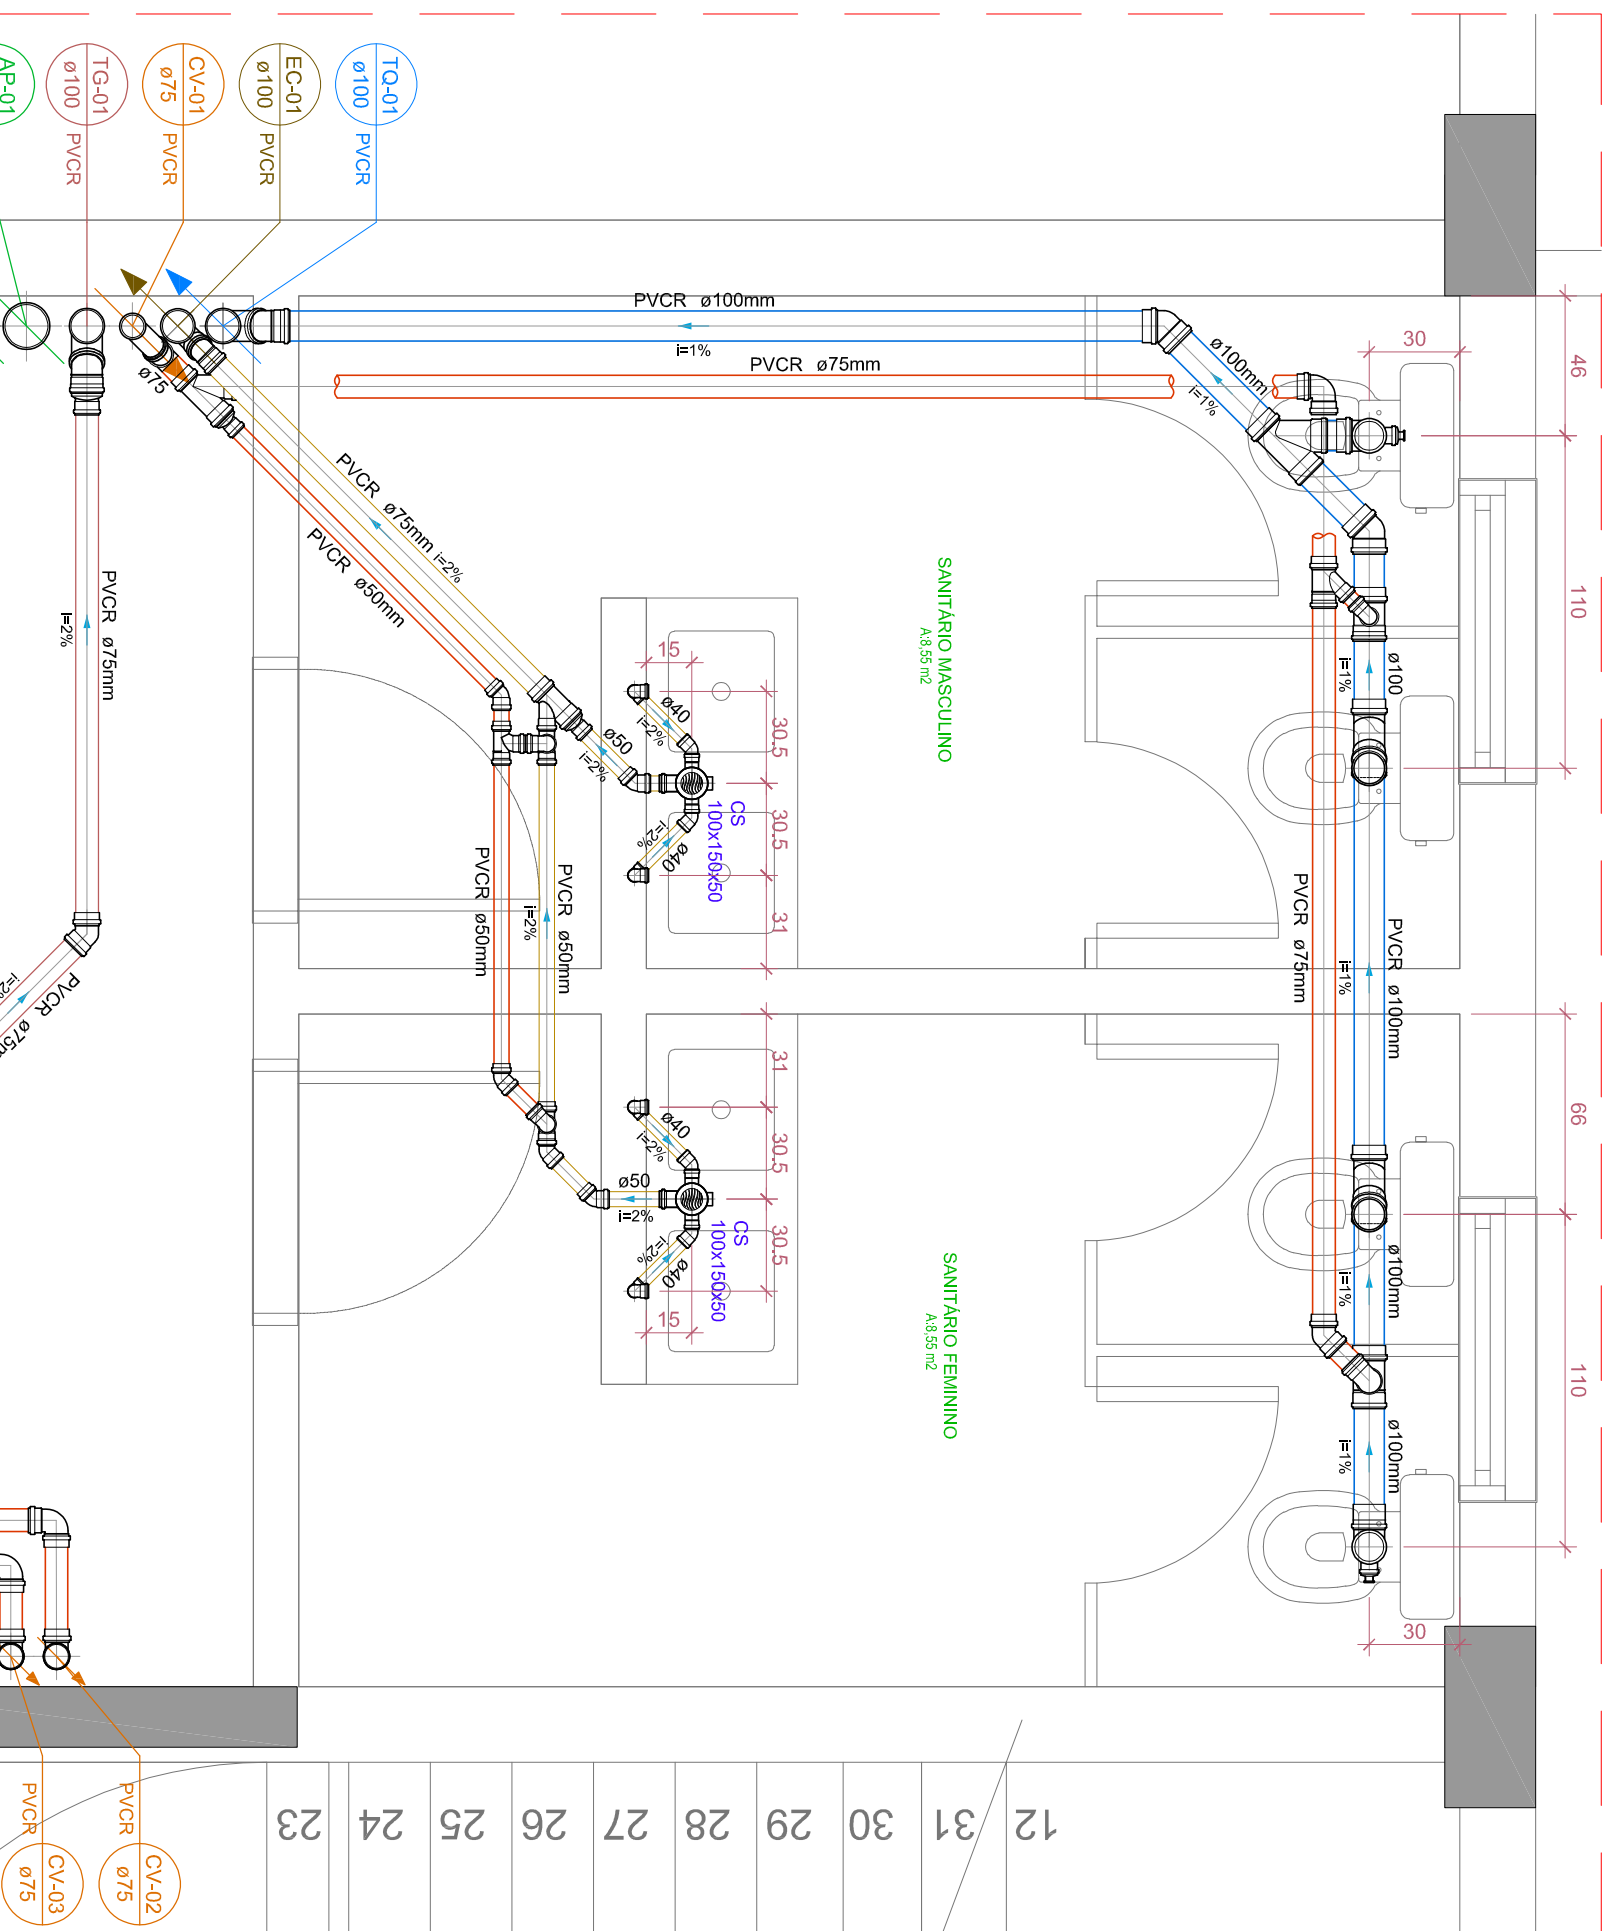 TQ-01
ø100
PVCR
EC-01
ø100
PVCR
CV-01
ø75
PVCR
TG-01
ø100
PVCR
AP-01
PVCR ø100mm
i=1%
PVCR ø75mm
ø100mm
i=1%
30
46
110
ø75
PVCR ø75mm
i=2%
PVCR ø75mm i=2%
PVCR ø50mm
SANITÁRIO MASCULINO
A:8,55 m2
15
ø40
i=2%
30.5
ø50
i=2%
CS
100x150x50
30.5
i=2%
ø40
31
ø100
i=1%
PVCR ø50mm
PVCR ø50mm
i=2%
PVCR ø75mm
PVCR ø100mm
i=1%
PVCR ø75m
i=2%
31
66
ø40
i=2%
30.5
ø50
i=2%
CS
100x150x50
30.5
i=2%
ø40
15
SANITÁRIO FEMININO
A:8,55 m2
ø100mm
i=1%
110
ø100mm
i=1%
30
23
24
25
26
27
28
29
30
31
12
PVCR
CV-02
ø75
PVCR
CV-03
ø75